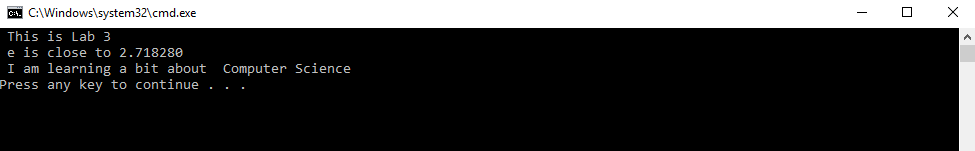 C:\Windows\system32\cmd.exe
This is Lab 3
e is close to 2.718280
I am learning a bit about  Computer Science
Press any key to continue . . .